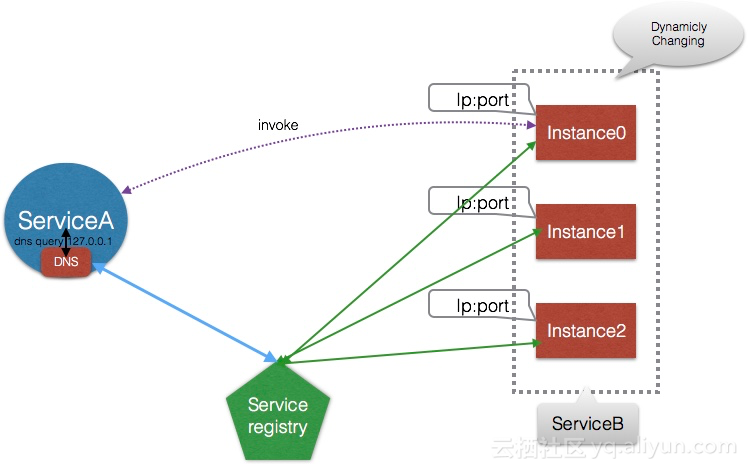 Dynamicly
Changing
Ip:port
Instance0
invoke
Ip:port
Instance1
ServiceA
dns query 127.0.0.1
DNS
Ip:port
Instance2
Service
registry
ServiceB
云栖社区 yq.aliyun.com